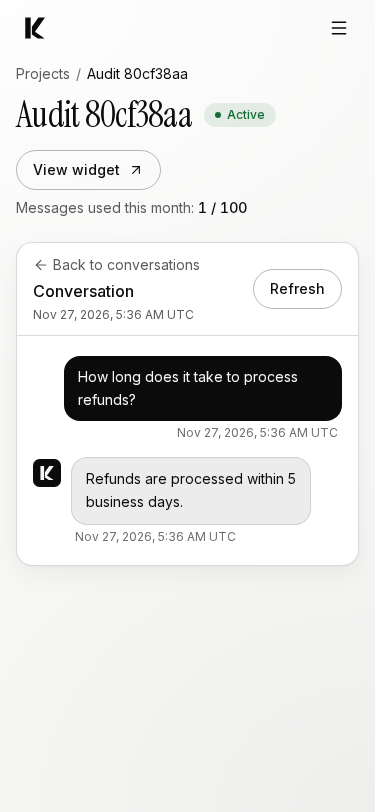 Projects / Audit 80cf38aa
Audit 80cf38aa
Active
View widget
Messages used this month: 1 / 100
Back to conversations
Conversation
Nov 27, 2026, 5:36 AM UTC
Refresh
How long does it take to process
refunds?
Nov 27, 2026, 5:36 AM UTC
Refunds are processed within 5
business days.
Nov 27, 2026, 5:36 AM UTC